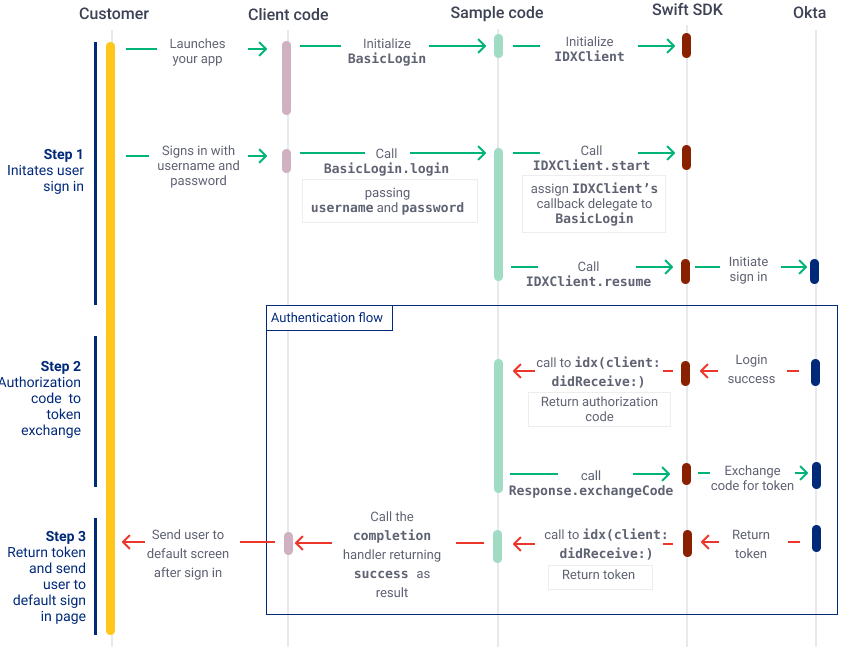 Customer
Client code
Sample code
Swift SDK
Okta
Launches
your app
Initialize
BasicLogin
Initialize
IDXClient
Step 1
Initates user
sign in
Signs in with
username and
password
Call
BasicLogin.login
passing
username and password
Call
IDXClient.start
assign IDXClient's
callback delegate to
BasicLogin
Call
IDXClient.resume
Initiate
sign in
Authentication flow
Step 2
Authorization
code to
token
exchange
call to idx(client:
didReceive:)
Return authorization
code
Login
success
call
Response.exchangeCode
Exchange
code for token
Step 3
Return token
and send
user to
default sign
in page
Send user to
default screen
after sign in
Call the
completion
handler returning
success as
result
call to idx(client:
didReceive:)
Return token
Return
token